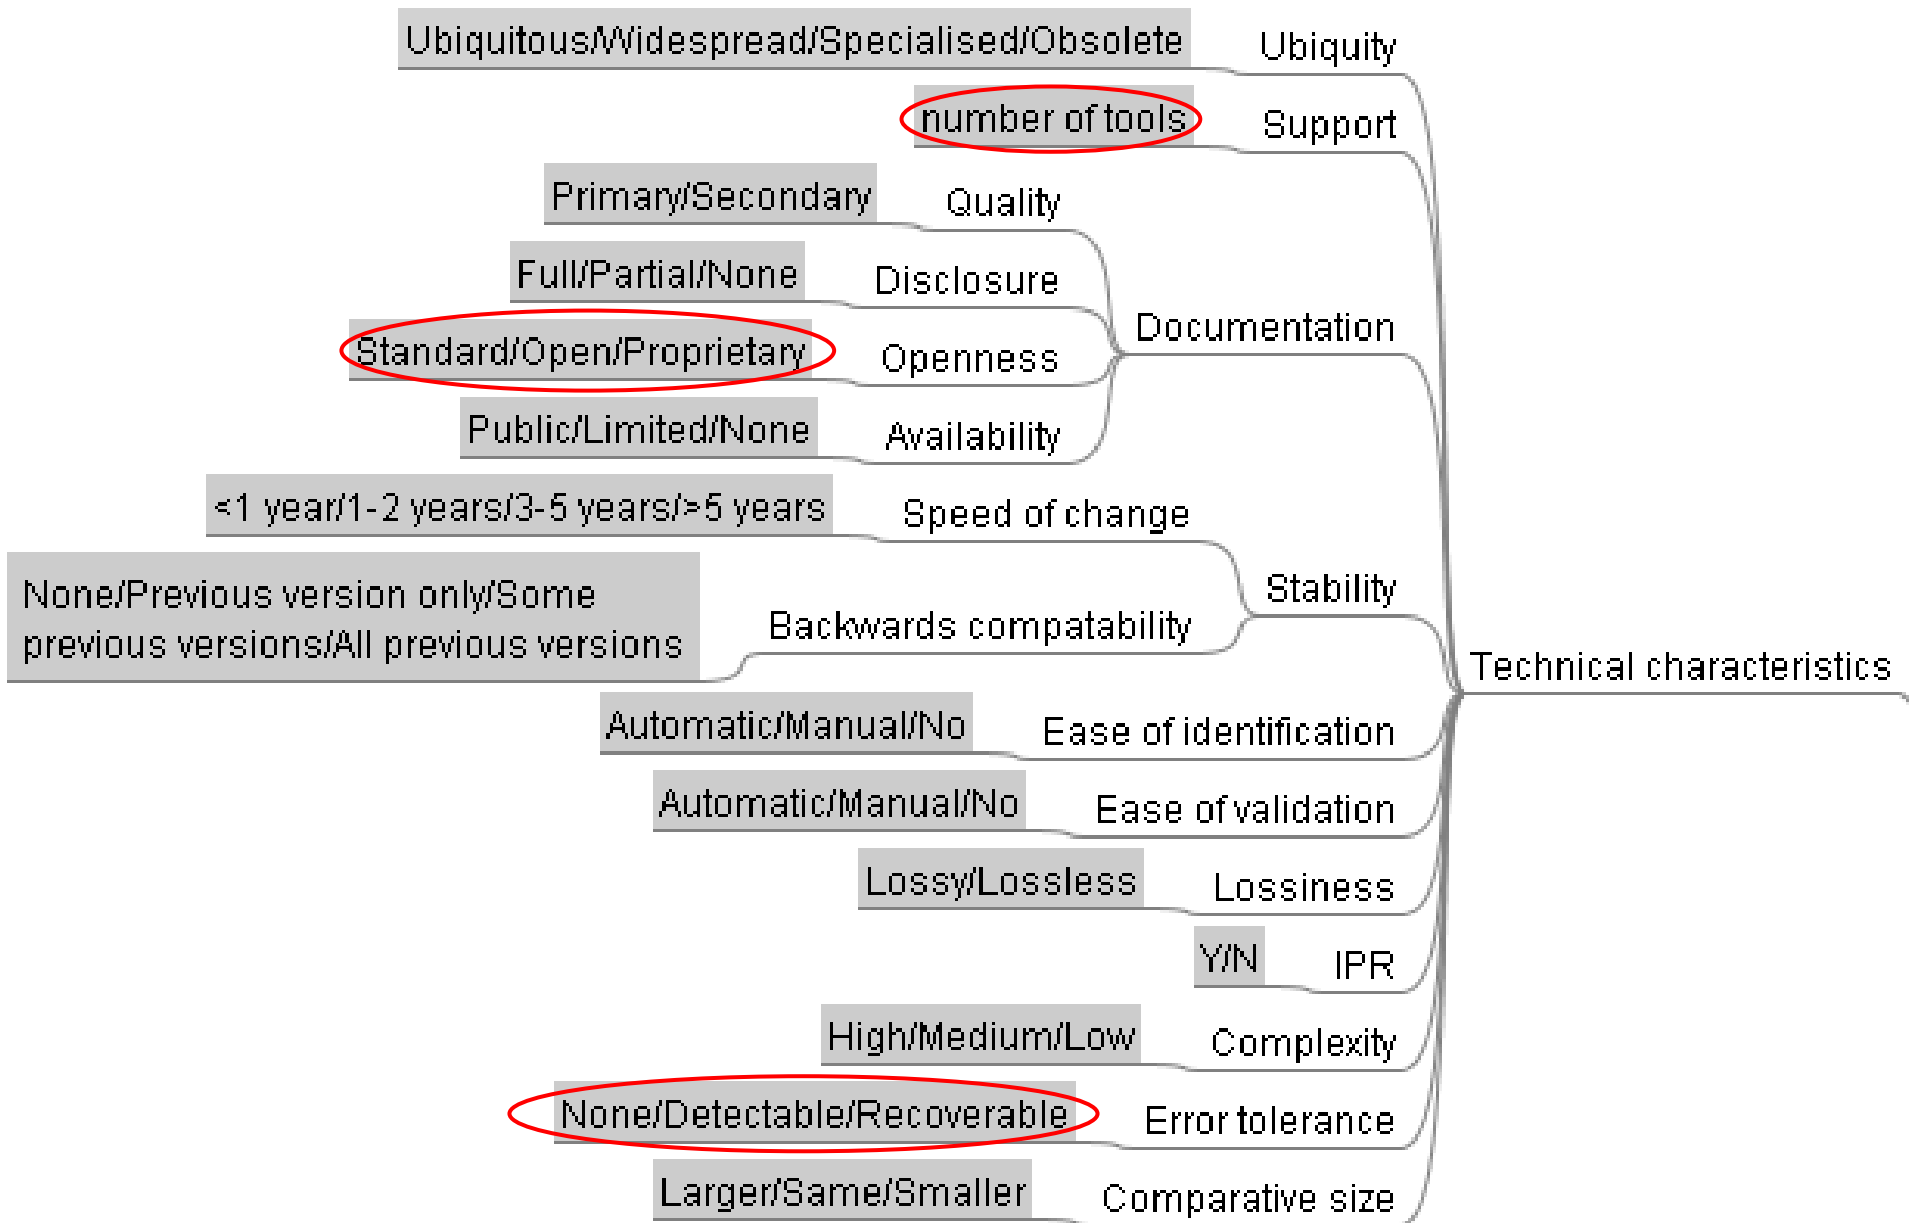 Ubiquitous/Widespread/Specialised/Obsolete Ubiquity
number of tools Support
Primary/Secondary Quality
Full/Partial/None Disclosure
Documentation
Standard/Open/Proprietary Openness
Public/Limited/None Availability
<1 year/1-2 years/3-5 years/>5 years Speed of change
Stability
None/Previous version only/Some
previous versions/All previous versions
Backwards compatability
Technical characteristics
Automatic/Manual/No Ease of identification
Automatic/Manual/No Ease of validation
Lossy/Lossless Lossiness
Y/N IPR
High/Medium/Low Complexity
None/Detectable/Recoverable Error tolerance
Larger/Same/Smaller Comparative size